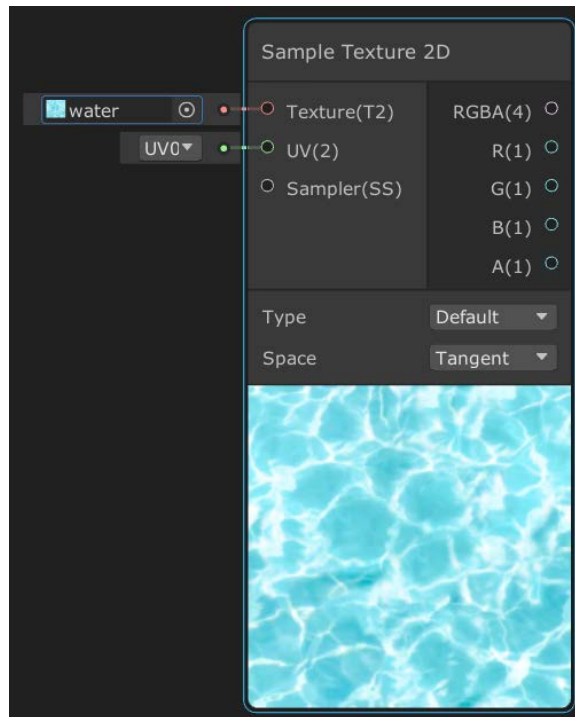 Sample Texture 2D
water
Texture(T2) RGBA(4)
UV0
UV(2) R(1)
Sampler(SS) G(1)
B(1)
A(1)
Type Default
Space Tangent